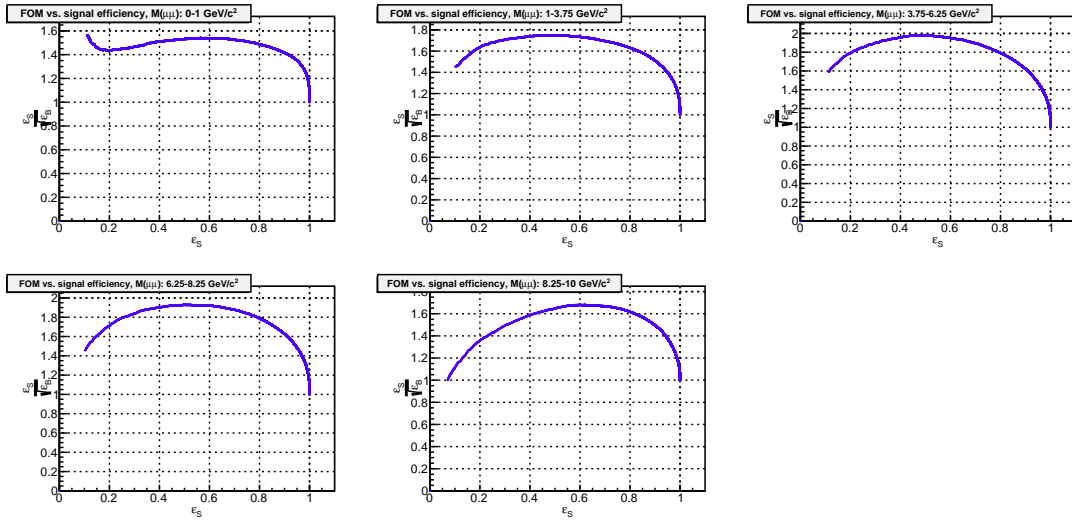 FOM vs. signal efficiency, M(μμ): 0-1 GeV/c²
1.6
1.4
1.2
1
0.8
0.6
0.4
0.2
0
εS/√εB
0 0.2 0.4 0.6 0.8 1
εS
FOM vs. signal efficiency, M(μμ): 1-3.75 GeV/c²
1.8
1.6
1.4
1.2
1
0.8
0.6
0.4
0.2
0
εS/√εB
0 0.2 0.4 0.6 0.8 1
εS
FOM vs. signal efficiency, M(μμ): 3.75-6.25 GeV/c²
2
1.8
1.6
1.4
1.2
1
0.8
0.6
0.4
0.2
0
εS/√εB
0 0.2 0.4 0.6 0.8 1
εS
FOM vs. signal efficiency, M(μμ): 6.25-8.25 GeV/c²
2
1.8
1.6
1.4
1.2
1
0.8
0.6
0.4
0.2
0
εS/√εB
0 0.2 0.4 0.6 0.8 1
εS
FOM vs. signal efficiency, M(μμ): 8.25-10 GeV/c²
1.8
1.6
1.4
1.2
1
0.8
0.6
0.4
0.2
0
εS/√εB
0 0.2 0.4 0.6 0.8 1
εS